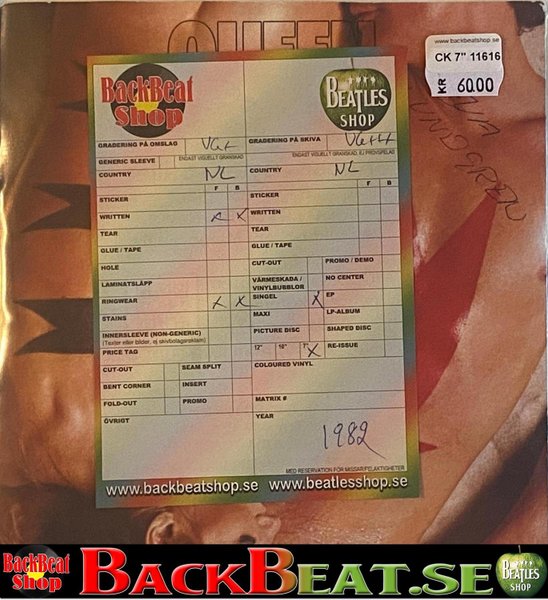 QUEEN
www.backbeatshop.se
CK 7" 11616
KR 60.00
LINDGREN
BackBeat
Shop
BEATLES
SHOP
GRADERING PÅ OMSLAG VG+
GRADERING PÅ SKIVA VG+++
GENERIC SLEEVE ENDAST VISUELLT GRANSKAD
ENDAST VISUELLT GRANSKAD, EJ PROVSPELAD
COUNTRY NL
COUNTRY NL
F B
F B
STICKER
STICKER
WRITTEN x x
WRITTEN
TEAR
TEAR
GLUE / TAPE
GLUE / TAPE
HOLE
CUT-OUT
PROMO / DEMO
LAMINATSLÄPP
VÄRMESKADA /
VINYLBUBBLOR
NO CENTER
RINGWEAR x x
SINGEL x
EP
STAINS
MAXI
LP-ALBUM
INNERSLEEVE (NON-GENERIC)
(Texter eller bilder, ej skivbolagsreklam)
PICTURE DISC
SHAPED DISC
PRICE TAG
12" 10" 7" x
RE-ISSUE
CUT-OUT
SEAM SPLIT
COLOURED VINYL
BENT CORNER
INSERT
FOLD-OUT
PROMO
MATRIX #
ÖVRIGT
YEAR
1982
MED RESERVATION FÖR MISSAR/FELAKTIGHETER
www.backbeatshop.se www.beatlesshop.se
BackBeat
Shop
BACKBEAT.SE
BEATLES
SHOP